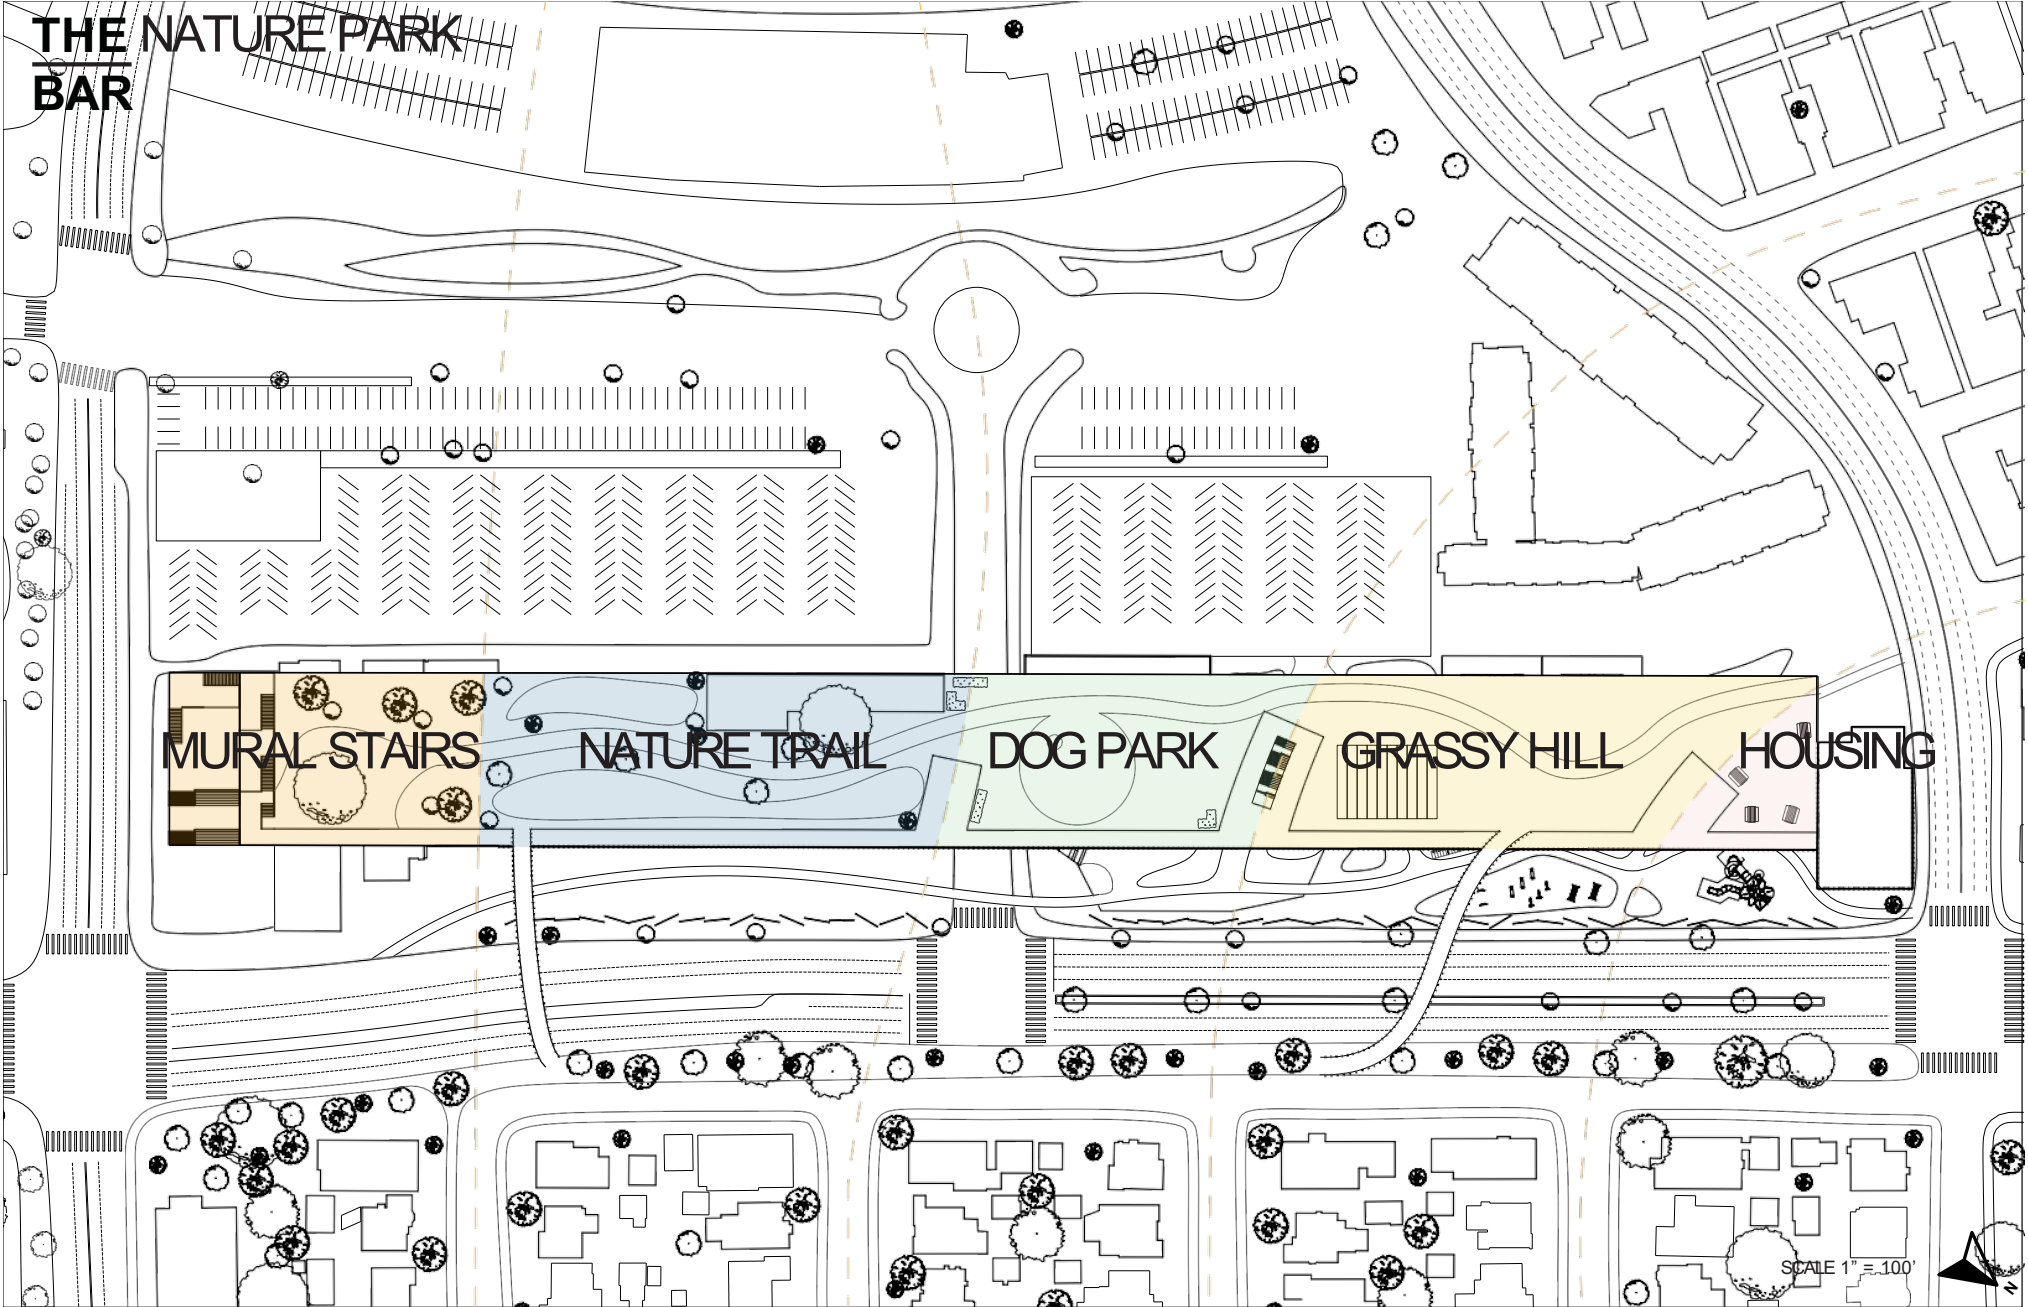 THE NATURE PARK
BAR
MURAL STAIRS NATURE TRAIL DOG PARK GRASSY HILL HOUSING
SCALE 1" = 100'
N